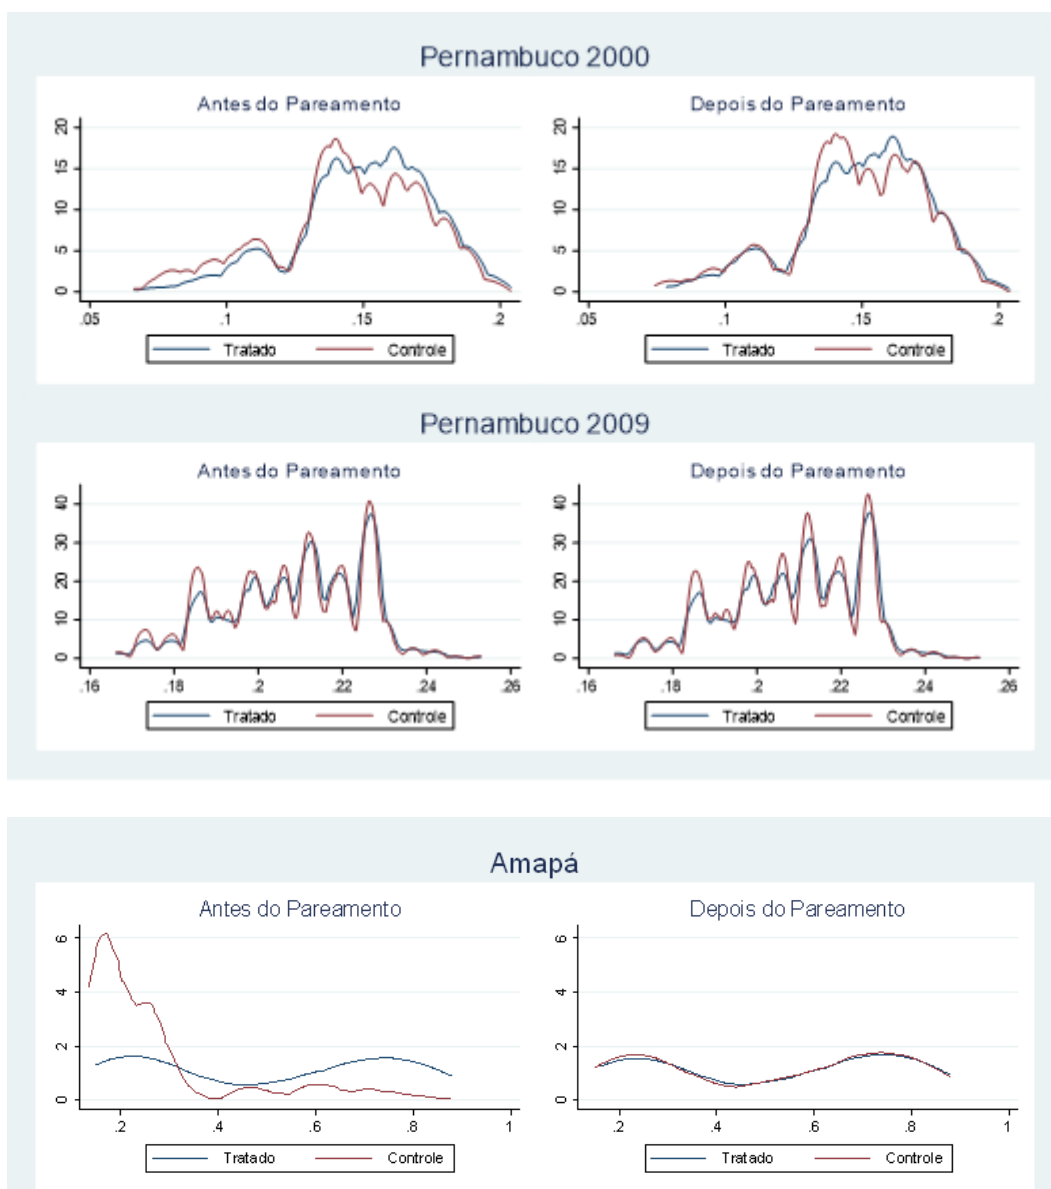 Pernambuco 2000
Antes do Pareamento
Depois do Pareamento
20
15
10
5
0
.05
.1
.15
.2
Tratado
Controle
20
15
10
5
0
.05
.1
.15
.2
Tratado
Controle
Pernambuco 2009
Antes do Pareamento
Depois do Pareamento
40
30
20
10
0
.16
.18
.2
.22
.24
.26
Tratado
Controle
40
30
20
10
0
.16
.18
.2
.22
.24
.26
Tratado
Controle
Amapá
Antes do Pareamento
Depois do Pareamento
6
4
2
0
.2
.4
.6
.8
1
Tratado
Controle
6
4
2
0
.2
.4
.6
.8
1
Tratado
Controle